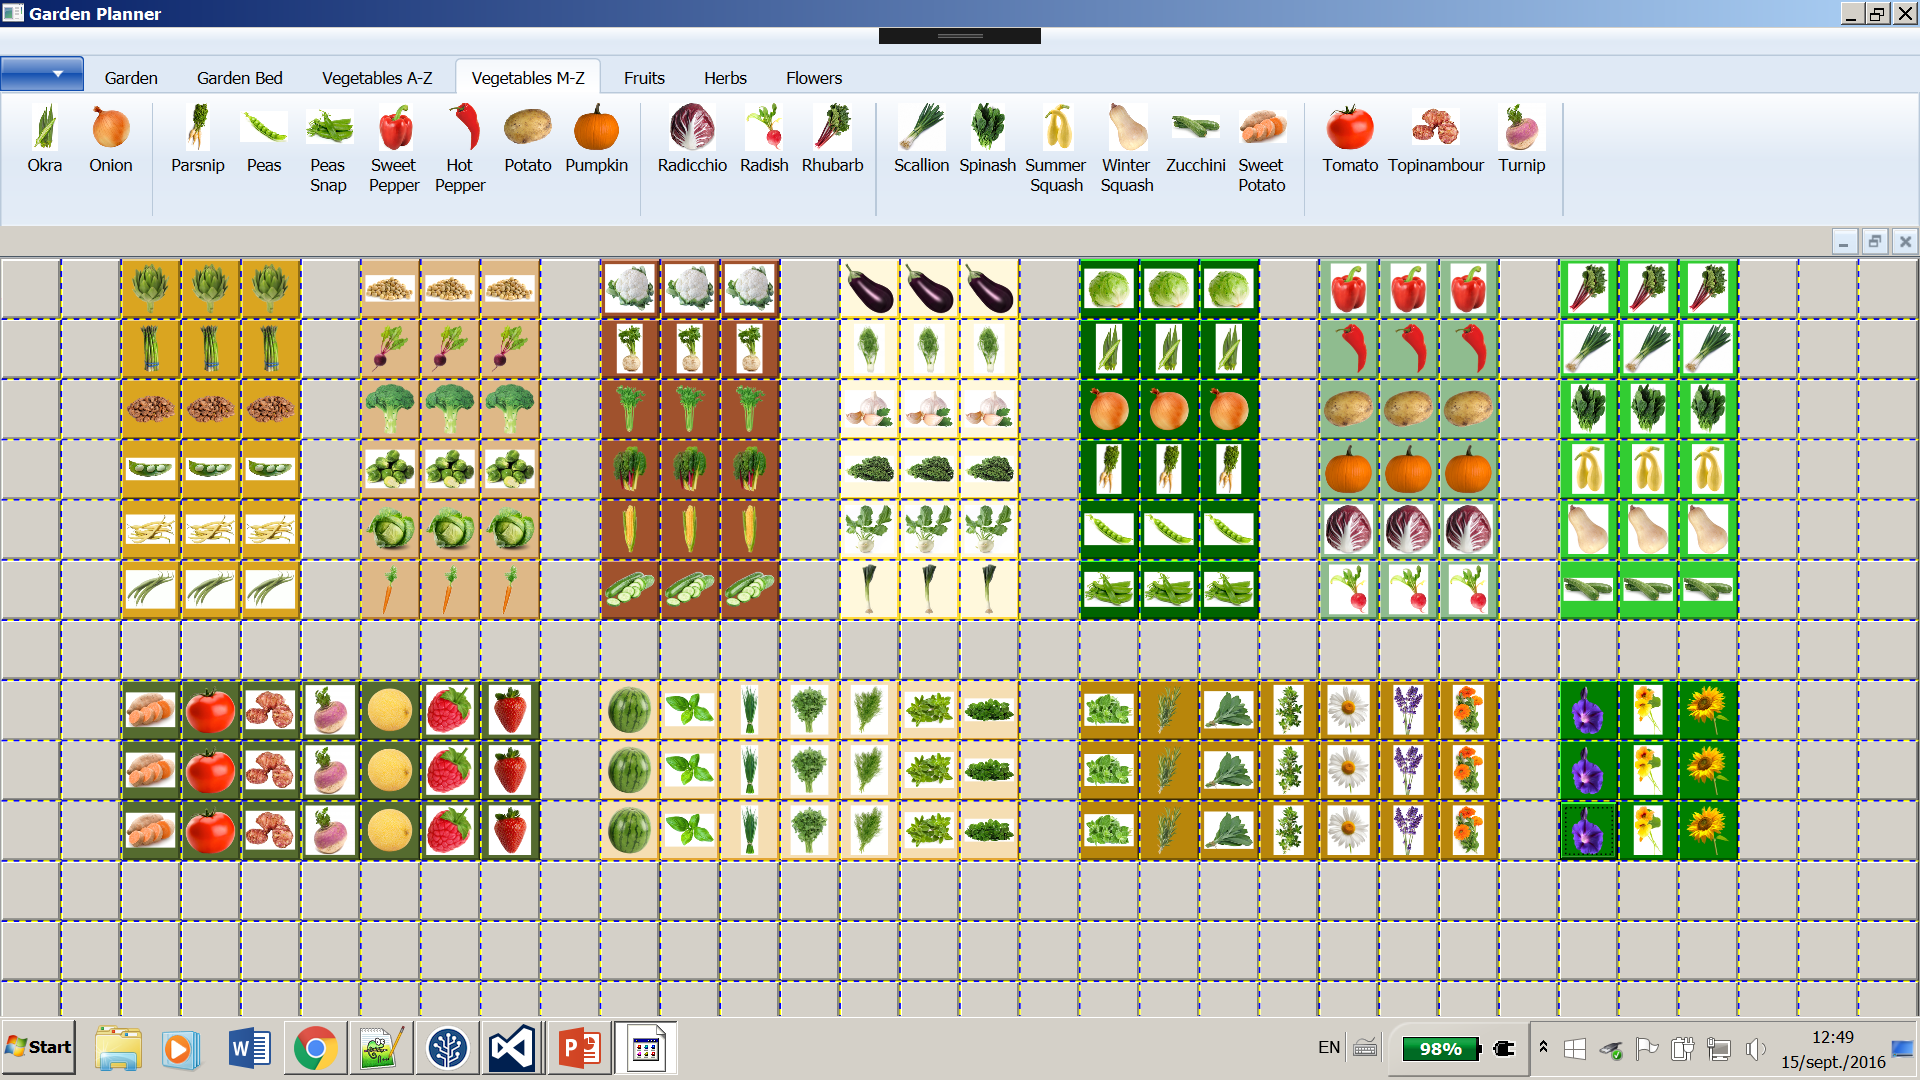 Garden Planner
Garden Garden Bed Vegetables A-Z Vegetables M-Z Fruits Herbs Flowers
Okra Onion Parsnip Peas Peas Snap Sweet Pepper Hot Pepper Potato Pumpkin Radicchio Radish Rhubarb Scallion Spinash Summer Squash Winter Squash Zucchini Sweet Potato Tomato Topinambour Turnip
Start EN 98% 12:49
15/sept./2016